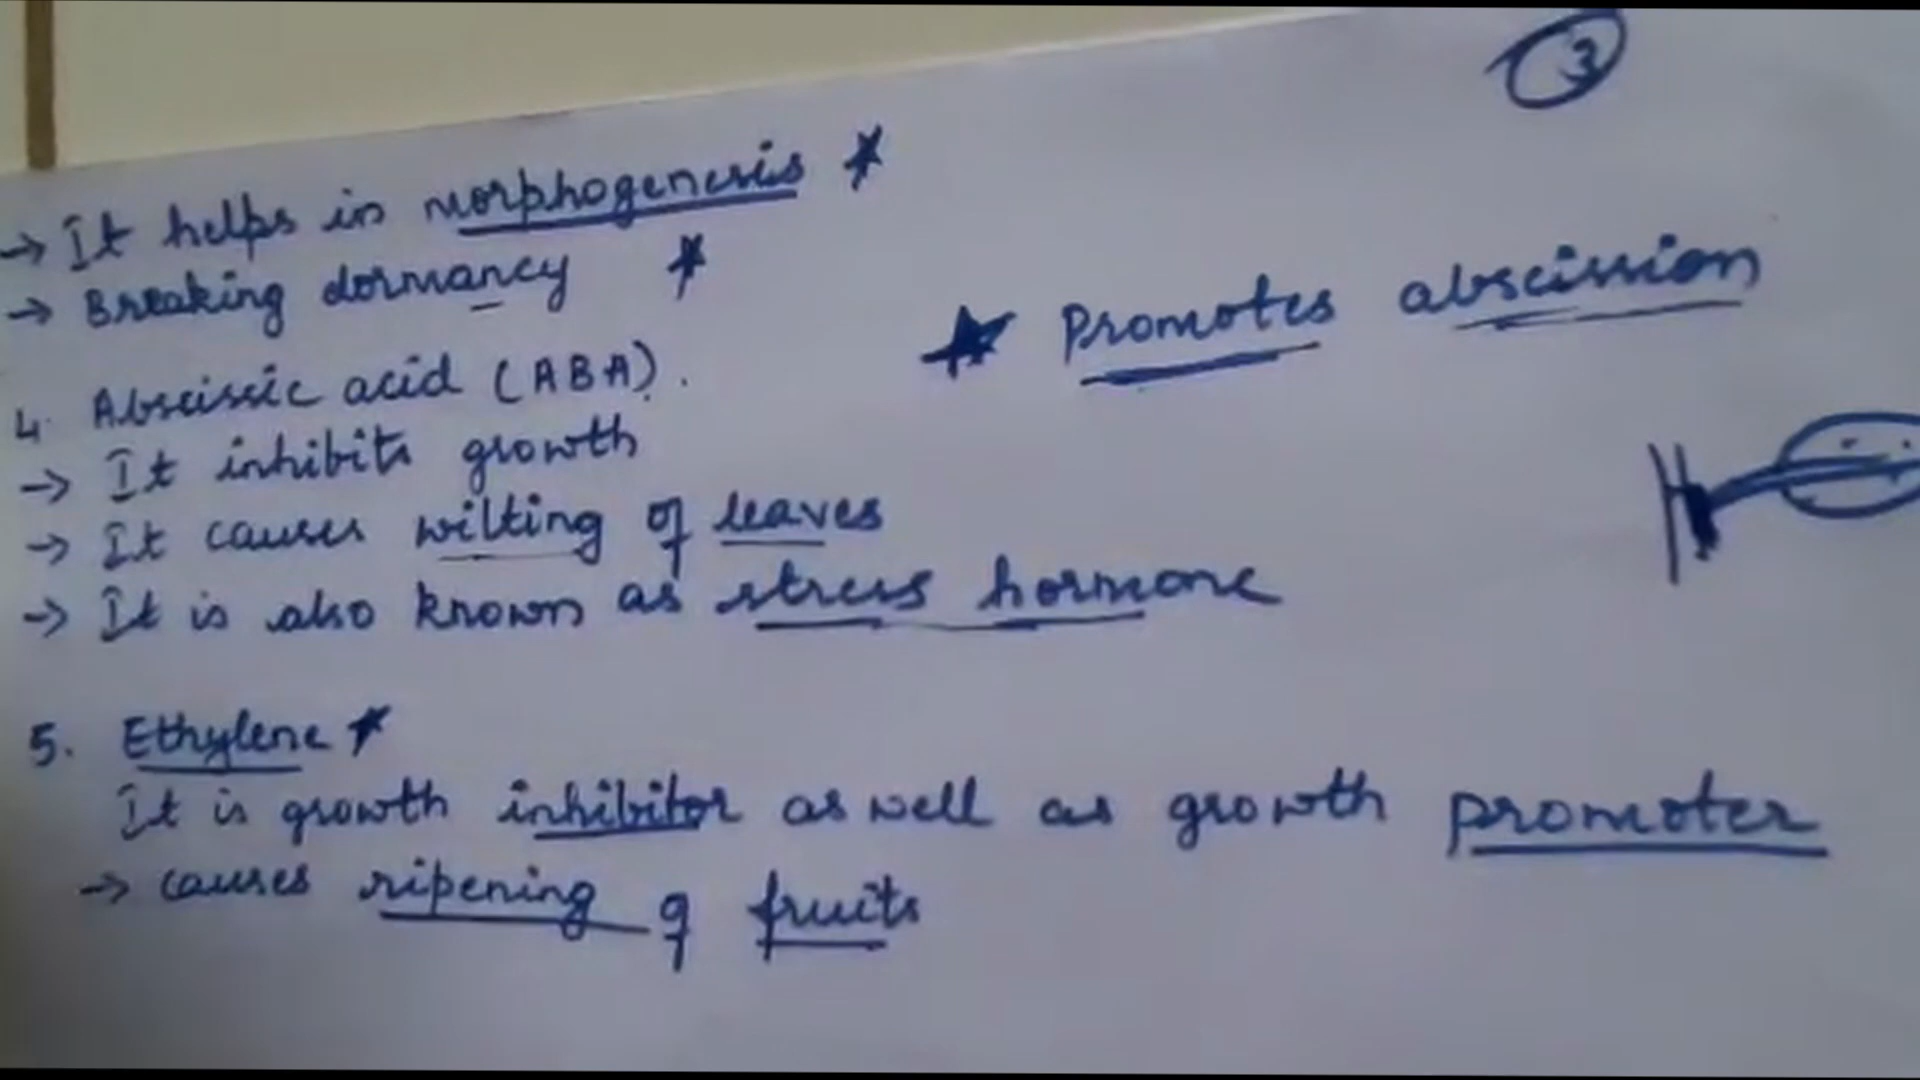 3
→ It helps in morphogenesis ★
→ Breaking dormancy ★
★ Promotes abscission
4. Abscissic acid (ABA).
→ It inhibits growth
→ It causes wilting of leaves
→ It is also known as stress hormone
5. Ethylene ★
It is growth inhibitor as well as growth promoter
→ causes ripening of fruits